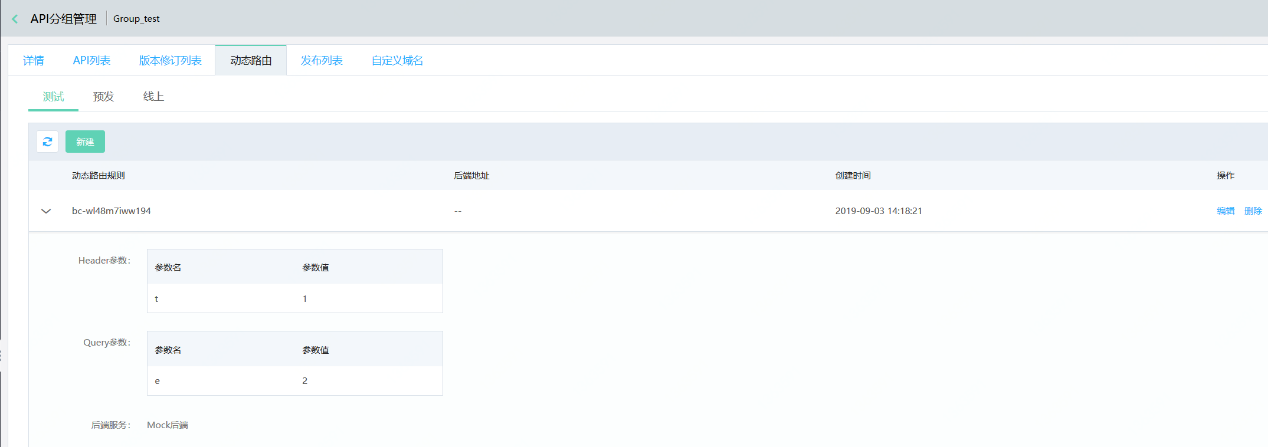 API分组管理 Group_test
详情 API列表 版本修订列表 动态路由 发布列表 自定义域名
测试 预发 线上
新建
动态路由规则 后端地址 创建时间 操作
bc-wl48m7iww194 -- 2019-09-03 14:18:21 编辑 删除
Header参数：
参数名 参数值
t 1
Query参数：
参数名 参数值
e 2
后端服务： Mock后端